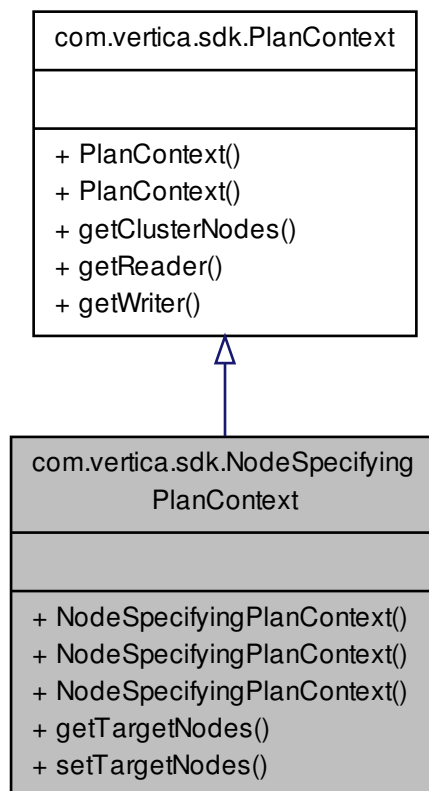 com.vertica.sdk.PlanContext
+ PlanContext()
+ PlanContext()
+ getClusterNodes()
+ getReader()
+ getWriter()
com.vertica.sdk.NodeSpecifying
PlanContext
+ NodeSpecifyingPlanContext()
+ NodeSpecifyingPlanContext()
+ NodeSpecifyingPlanContext()
+ getTargetNodes()
+ setTargetNodes()